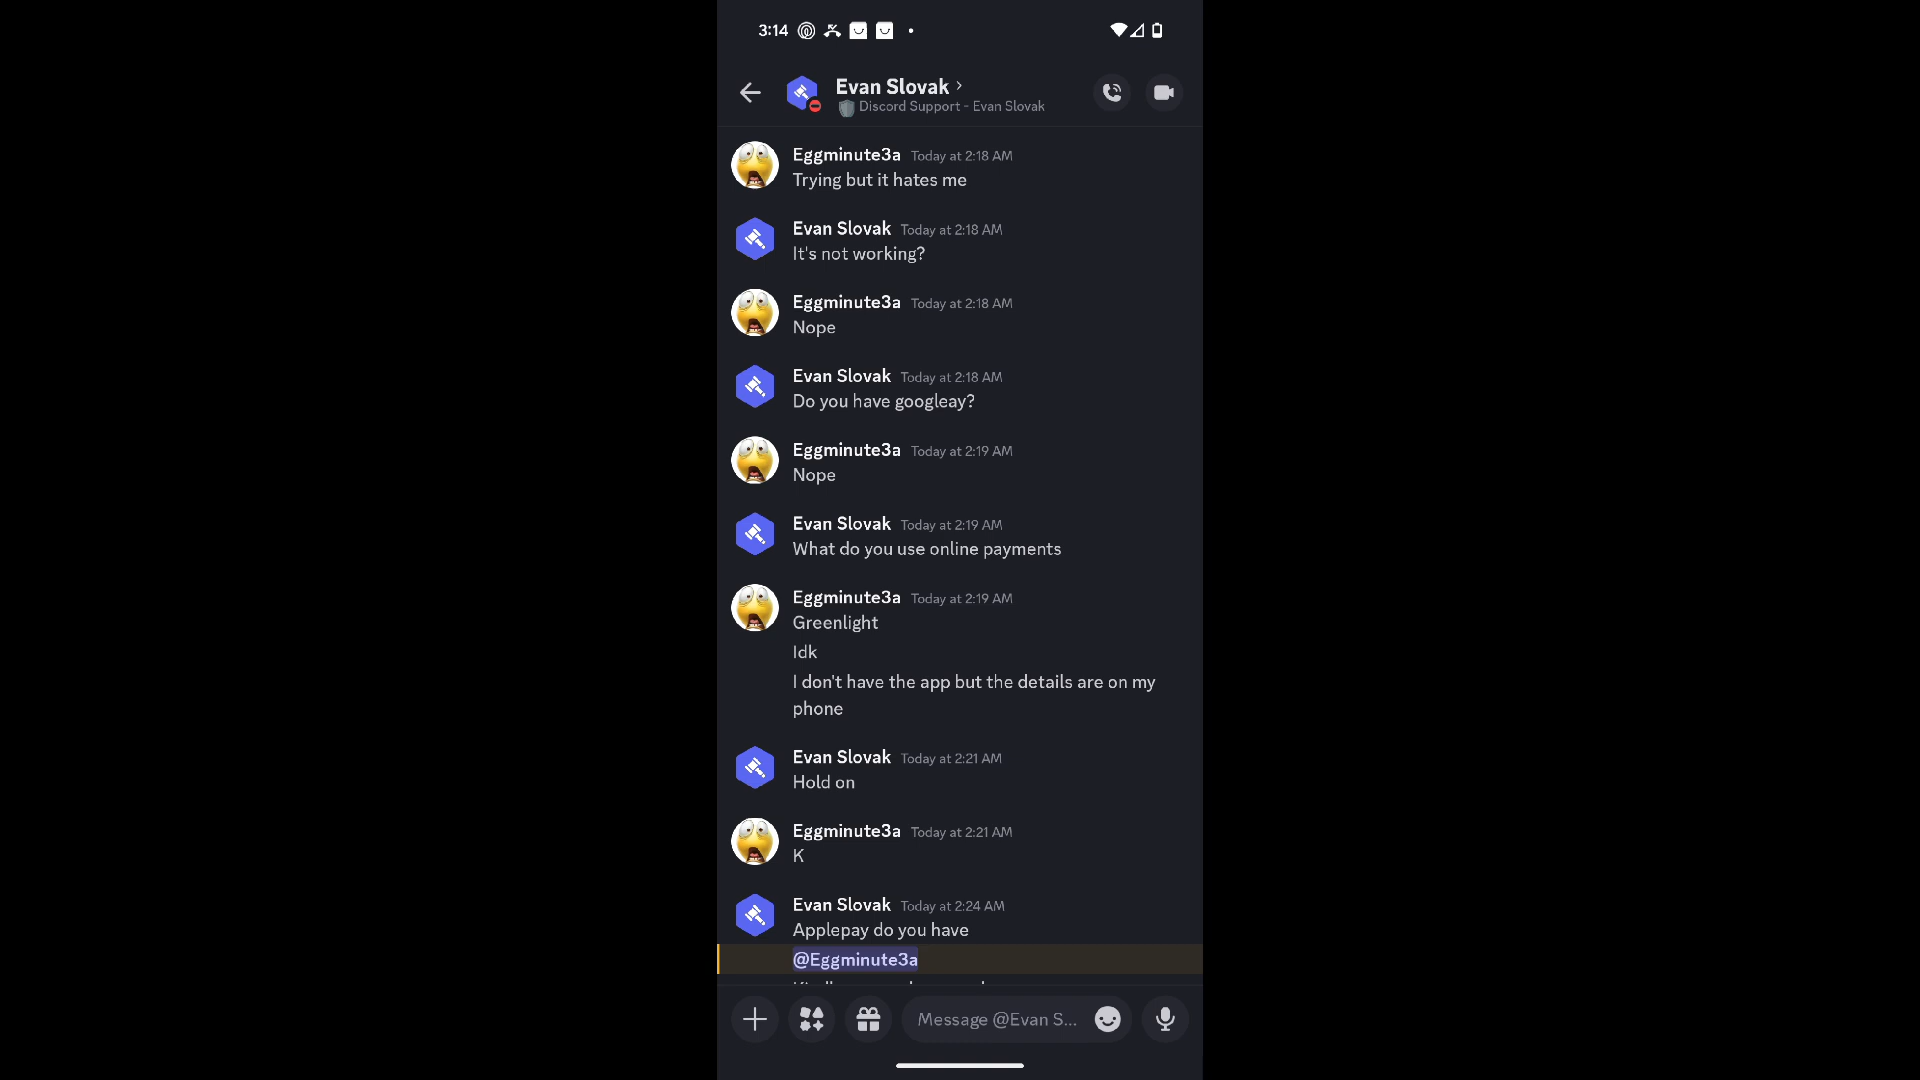 3:14
Evan Slovak
Discord Support - Evan Slovak
Eggminute3a Today at 2:18 AM
Trying but it hates me
Evan Slovak Today at 2:18 AM
It's not working?
Eggminute3a Today at 2:18 AM
Nope
Evan Slovak Today at 2:18 AM
Do you have googleay?
Eggminute3a Today at 2:19 AM
Nope
Evan Slovak Today at 2:19 AM
What do you use online payments
Eggminute3a Today at 2:19 AM
Greenlight
Idk
I don't have the app but the details are on my
phone
Evan Slovak Today at 2:21 AM
Hold on
Eggminute3a Today at 2:21 AM
K
Evan Slovak Today at 2:24 AM
Applepay do you have
@Eggminute3a
Message @Evan S...